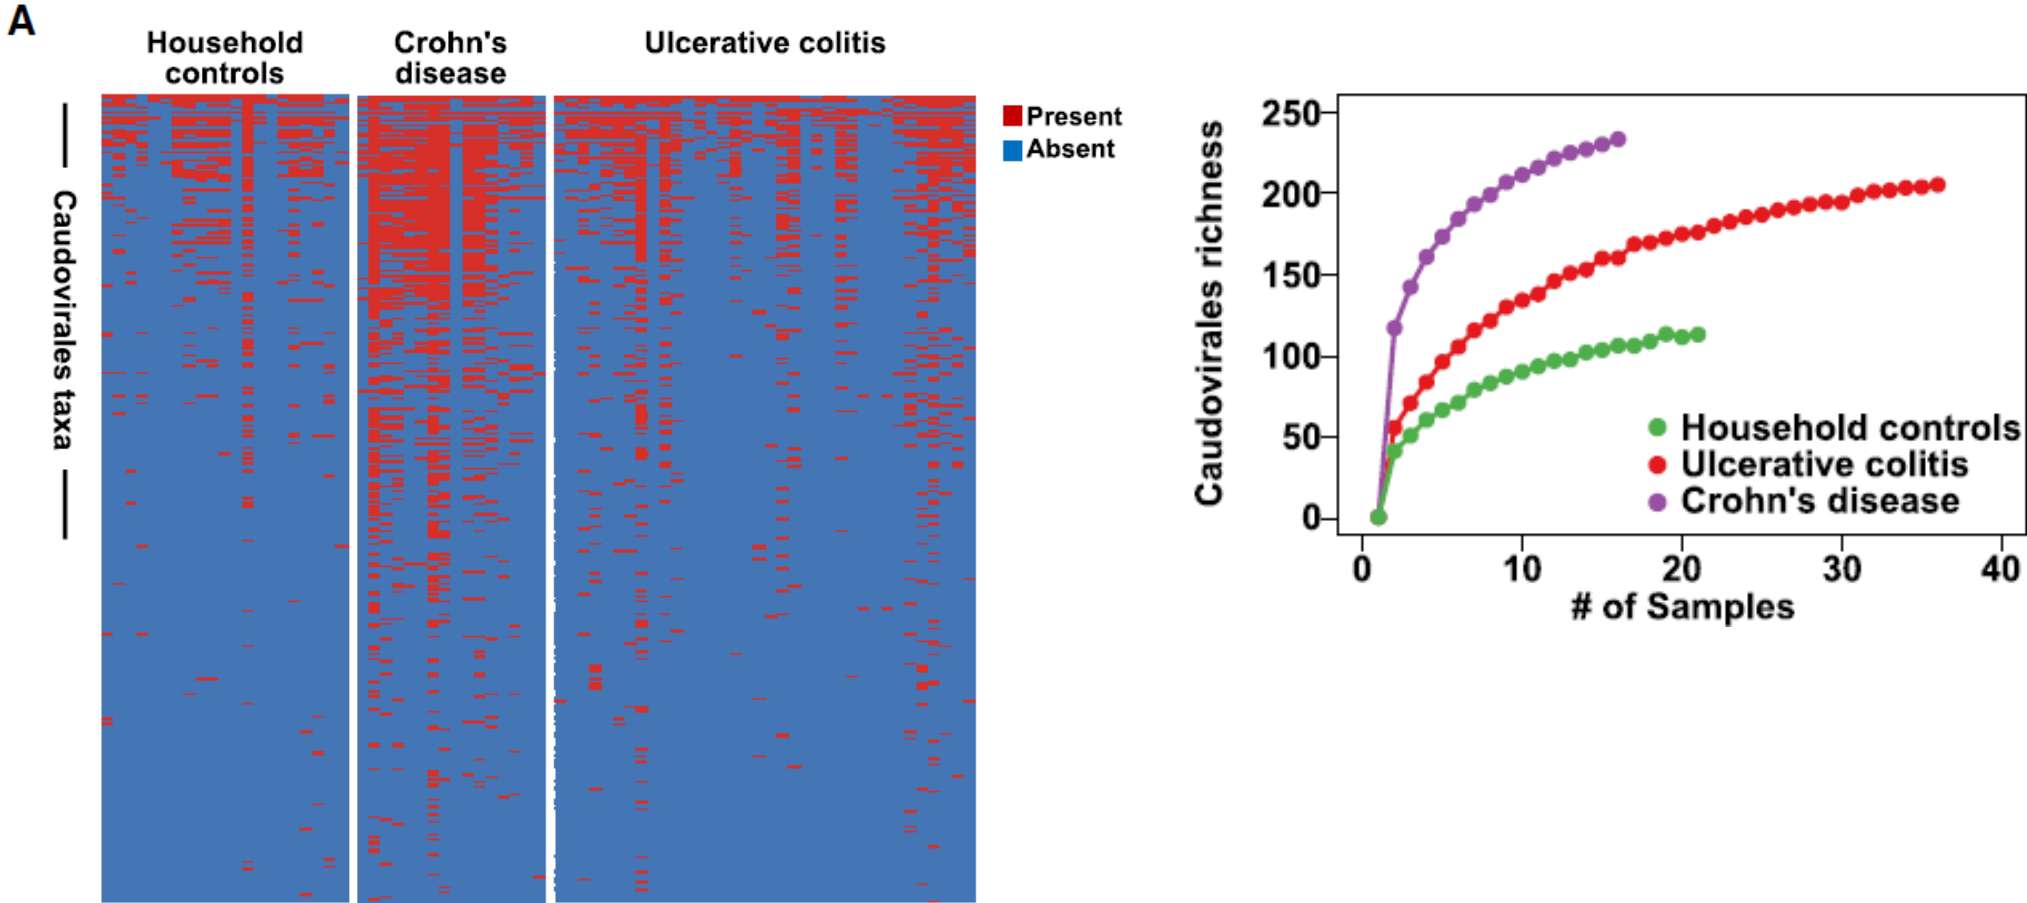 A
Household
controls
Crohn's
disease
Ulcerative colitis
Present
Absent
Caudovirales taxa
Caudovirales richness
250
200
150
100
50
0
Household controls
Ulcerative colitis
Crohn's disease
0 10 20 30 40
# of Samples